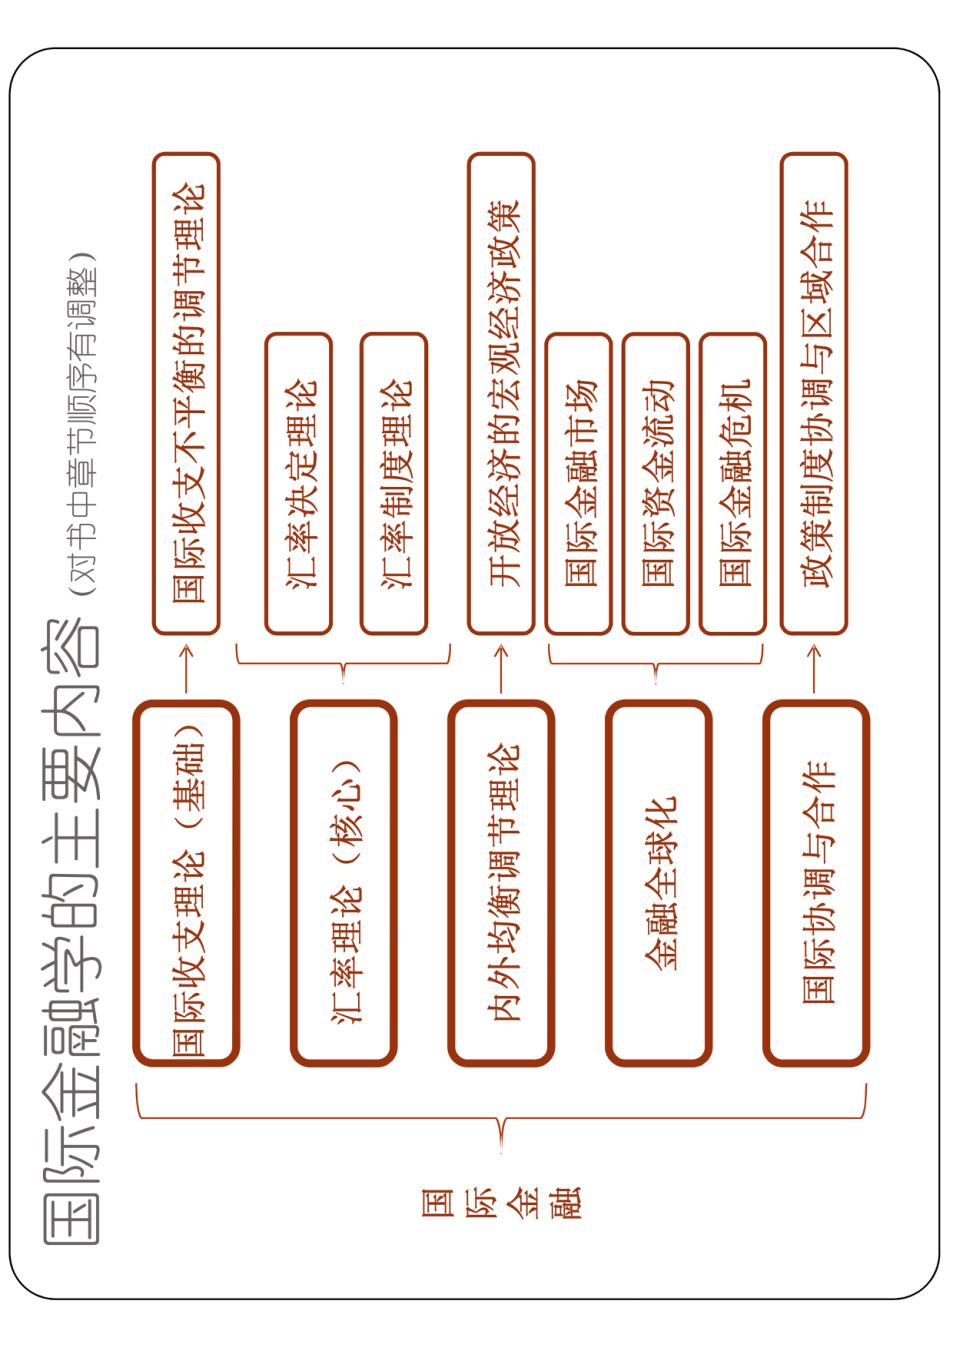 国际金融学的主要内容（对书中章节顺序有调整）
国际金融
国际收支理论（基础）
国际收支不平衡的调节理论
汇率理论（核心）
汇率决定理论
汇率制度理论
内外均衡调节理论
开放经济的宏观经济政策
金融全球化
国际金融市场
国际资金流动
国际金融危机
国际协调与合作
政策制度协调与区域合作